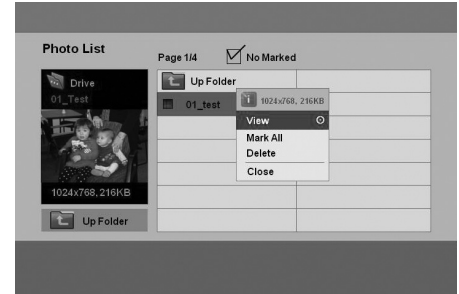 Photo List
Page 1/4
No Marked
Drive
01_Test
1024x768, 216KB
Up Folder
Up Folder
01_test
1024x768, 216KB
View
Mark All
Delete
Close